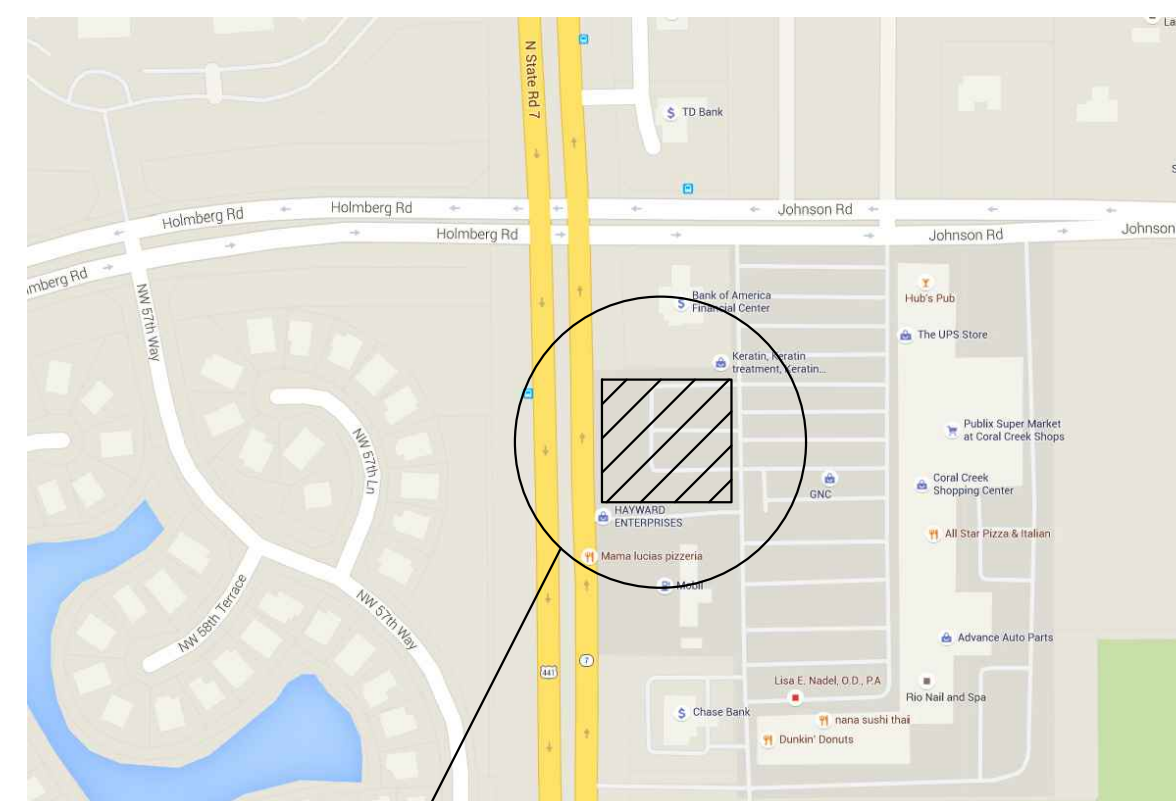 La
N State Rd 7
TD Bank
S
Holmberg Rd
Holmberg Rd
Johnson Rd
Holmberg Rd
Johnson Rd
Johnson
mberg Rd
NW 57th Way
Bank of America
Financial Center
Hub's Pub
The UPS Store
Keratin, Keratin
treatment, Keratin...
NW 57th Ln
Publix Super Market
at Coral Creek Shops
Coral Creek
Shopping Center
GNC
HAYWARD
ENTERPRISES
All Star Pizza & Italian
Mama lucias pizzeria
Mobil
NW 58th Terrace
NW 57th Way
Advance Auto Parts
441
7
Lisa E. Nadel, O.D., P.A
Rio Nail and Spa
Chase Bank
nana sushi thai
Dunkin' Donuts